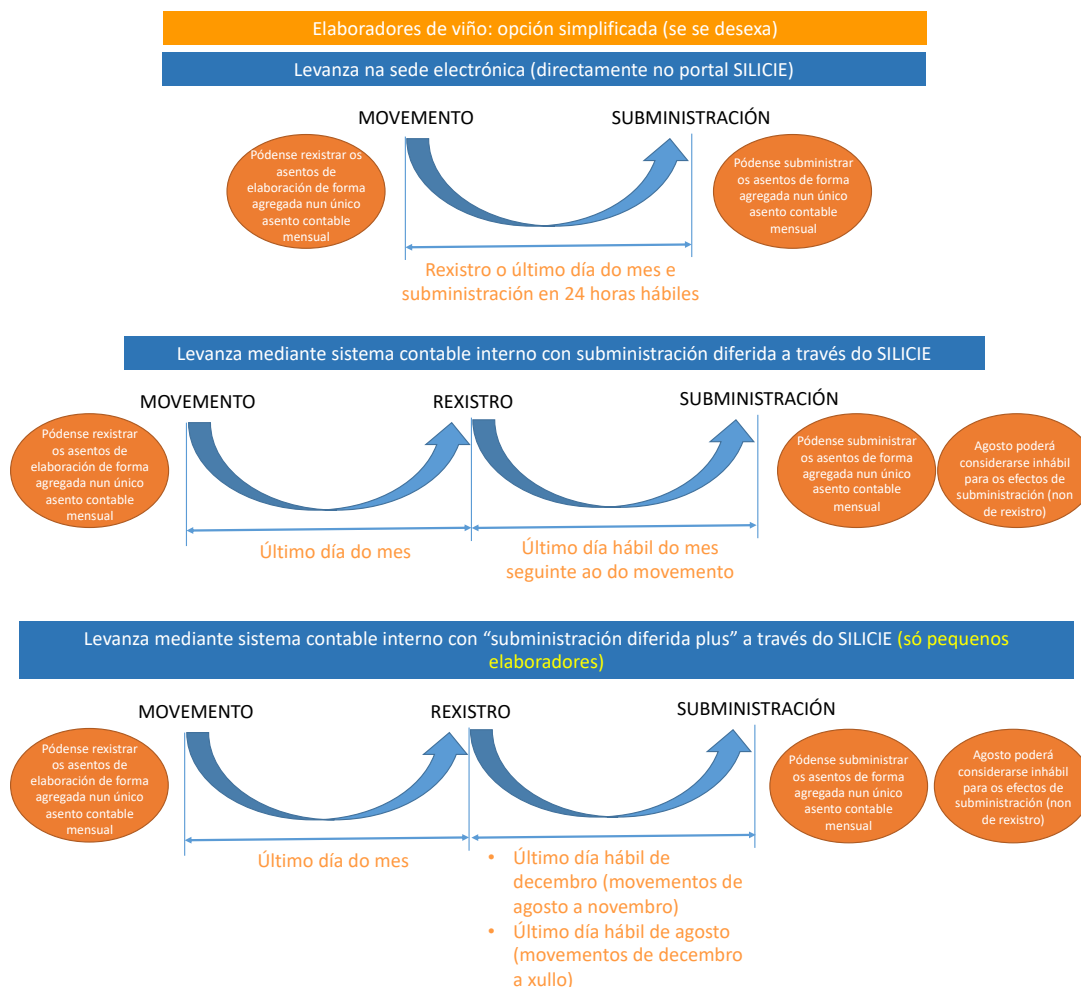 Elaboradores de viño: opción simplificada (se se desexa)
Levanza na sede electrónica (directamente no portal SILICIE)
MOVEMENTO
SUBMINISTRACIÓN
Pódense rexistrar os
asentos de
elaboración de forma
agregada nun único
asento contable
mensual
Pódense subministrar
os asentos de forma
agregada nun único
asento contable
mensual
Rexistro o último día do mes e
subministración en 24 horas hábiles
Levanza mediante sistema contable interno con subministración diferida a través do SILICIE
MOVEMENTO
REXISTRO
SUBMINISTRACIÓN
Pódense rexistrar
os asentos de
elaboración de forma
agregada nun único
asento contable
mensual
Pódense subministrar
os asentos de forma
agregada nun único
asento contable
mensual
Agosto poderá
considerarse inhábil
para os efectos de
subministración (non
de rexistro)
Último día do mes
Último día hábil do mes
seguinte ao do movemento
Levanza mediante sistema contable interno con “subministración diferida plus” a través do SILICIE (só pequenos
elaboradores)
MOVEMENTO
REXISTRO
SUBMINISTRACIÓN
Pódense rexistrar
os asentos de
elaboración de forma
agregada nun único
asento contable
mensual
Pódense subministrar
os asentos de forma
agregada nun único
asento contable
mensual
Agosto poderá
considerarse inhábil
para os efectos de
subministración (non
de rexistro)
Último día do mes
• Último día hábil de
decembro (movementos de
agosto a novembro)
• Último día hábil de agosto
(movementos de decembro
a xullo)